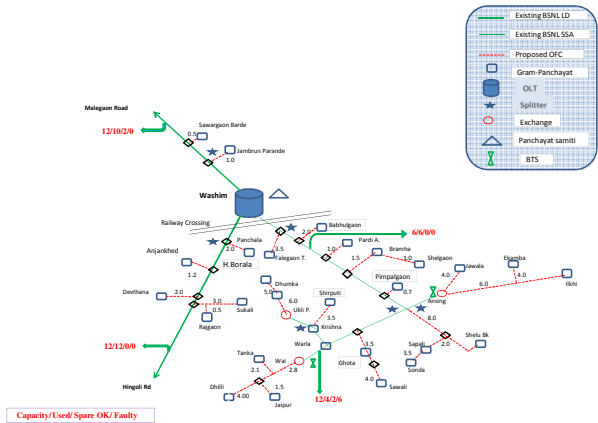 Existing BSNL LD
Existing BSNL SSA
Proposed OFC
Gram-Panchayat
OLT
Splitter
Exchange
Panchayat samiti
BTS
Malegaon Road
12/10/2/0
Sawargaon Barde
0.5
Jambrun Parande
1.0
Washim
Railway Crossing
Babhulgaon
2.0
6/6/0/0
Panchala
2.0
3.5
Falegaon T.
Pardi A.
1.0
Bramha
1.5
1.0
Shelgaon
Anjankhed
H.Borala
1.2
Jawala
4.0
Ekamba
4.0
6.0
Ilkhi
Pimpalgaon
0.7
Ansing
Dhumka
5.0
6.0
Ukli P.
Shirputi
3.5
Devthana
2.0
3.0
0.5
Sukali
Rajgaon
8.0
Krishna
Warla
12/12/0/0
Shelu Bk
2.0
Sapali
3.5
Sonda
3.5
Ghota
4.0
Sawali
Tanka
2.1
Wai
2.8
Hingoli Rd
Dhilli
4.00
1.5
Jaipur
12/4/2/6
Capacity/ Used/ Spare OK/ Faulty